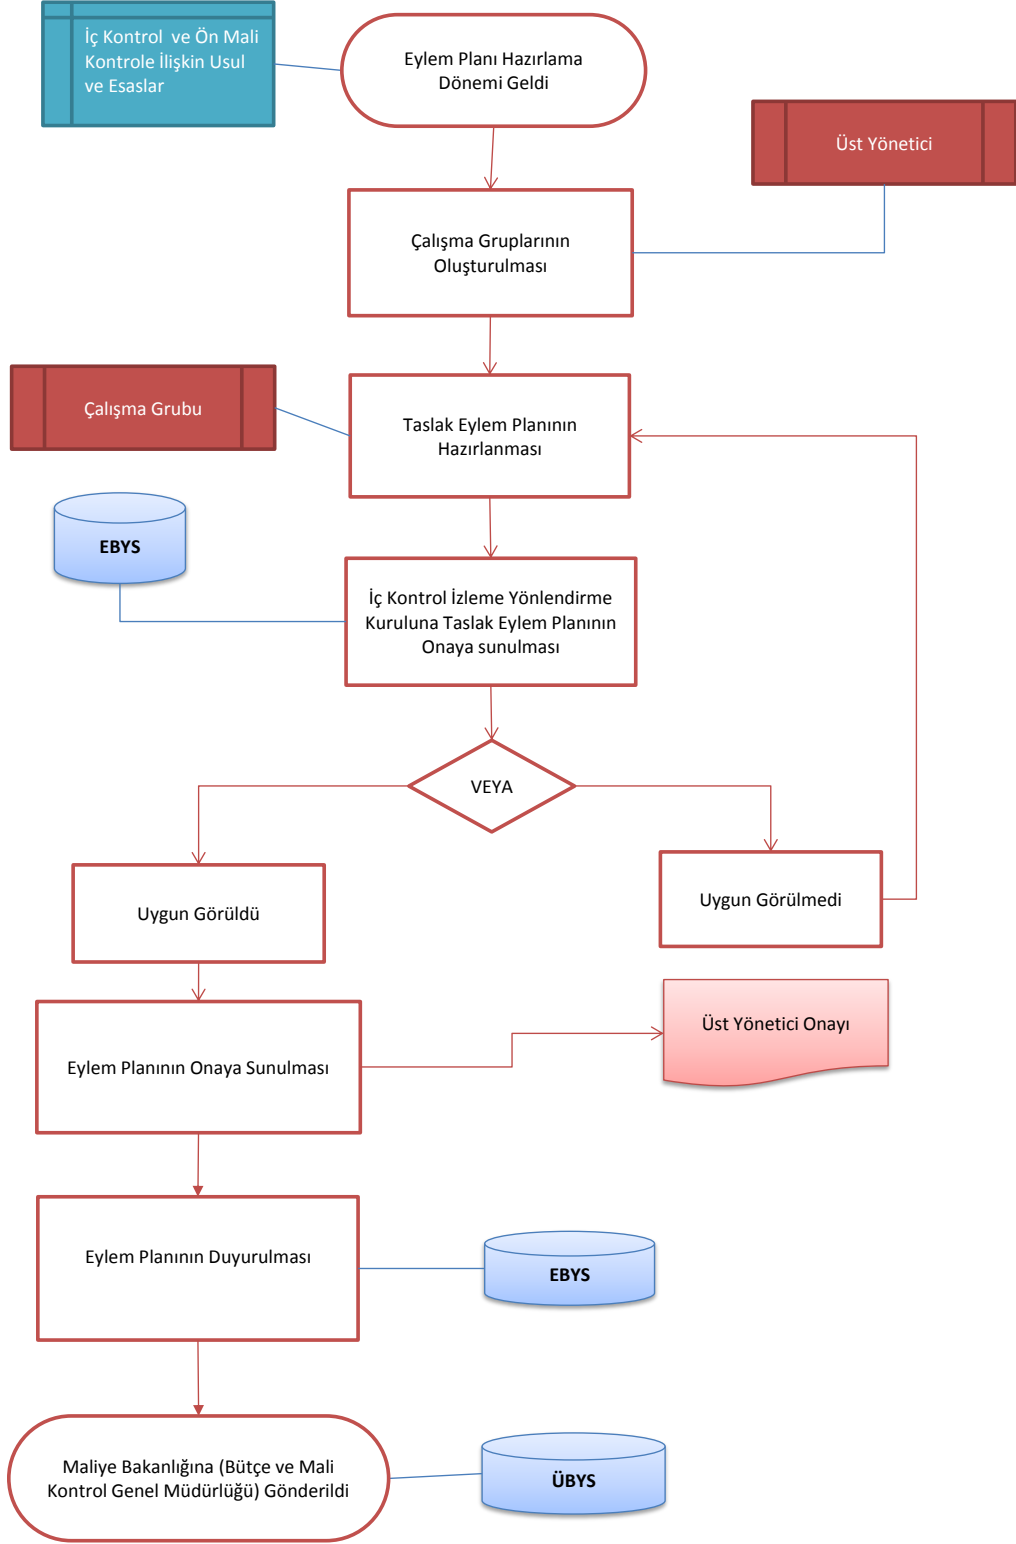 İç Kontrol ve Ön Mali
Kontrole İlişkin Usul
ve Esaslar
Eylem Planı Hazırlama
Dönemi Geldi
Üst Yönetici
Çalışma Gruplarının
Oluşturulması
Çalışma Grubu
Taslak Eylem Planının
Hazırlanması
EBYS
İç Kontrol İzleme Yönlendirme
Kuruluna Taslak Eylem Planının
Onaya sunulması
VEYA
Uygun Görüldü
Uygun Görülmedi
Eylem Planının Onaya Sunulması
Üst Yönetici Onayı
Eylem Planının Duyurulması
EBYS
Maliye Bakanlığına (Bütçe ve Mali
Kontrol Genel Müdürlüğü) Gönderildi
ÜBYS